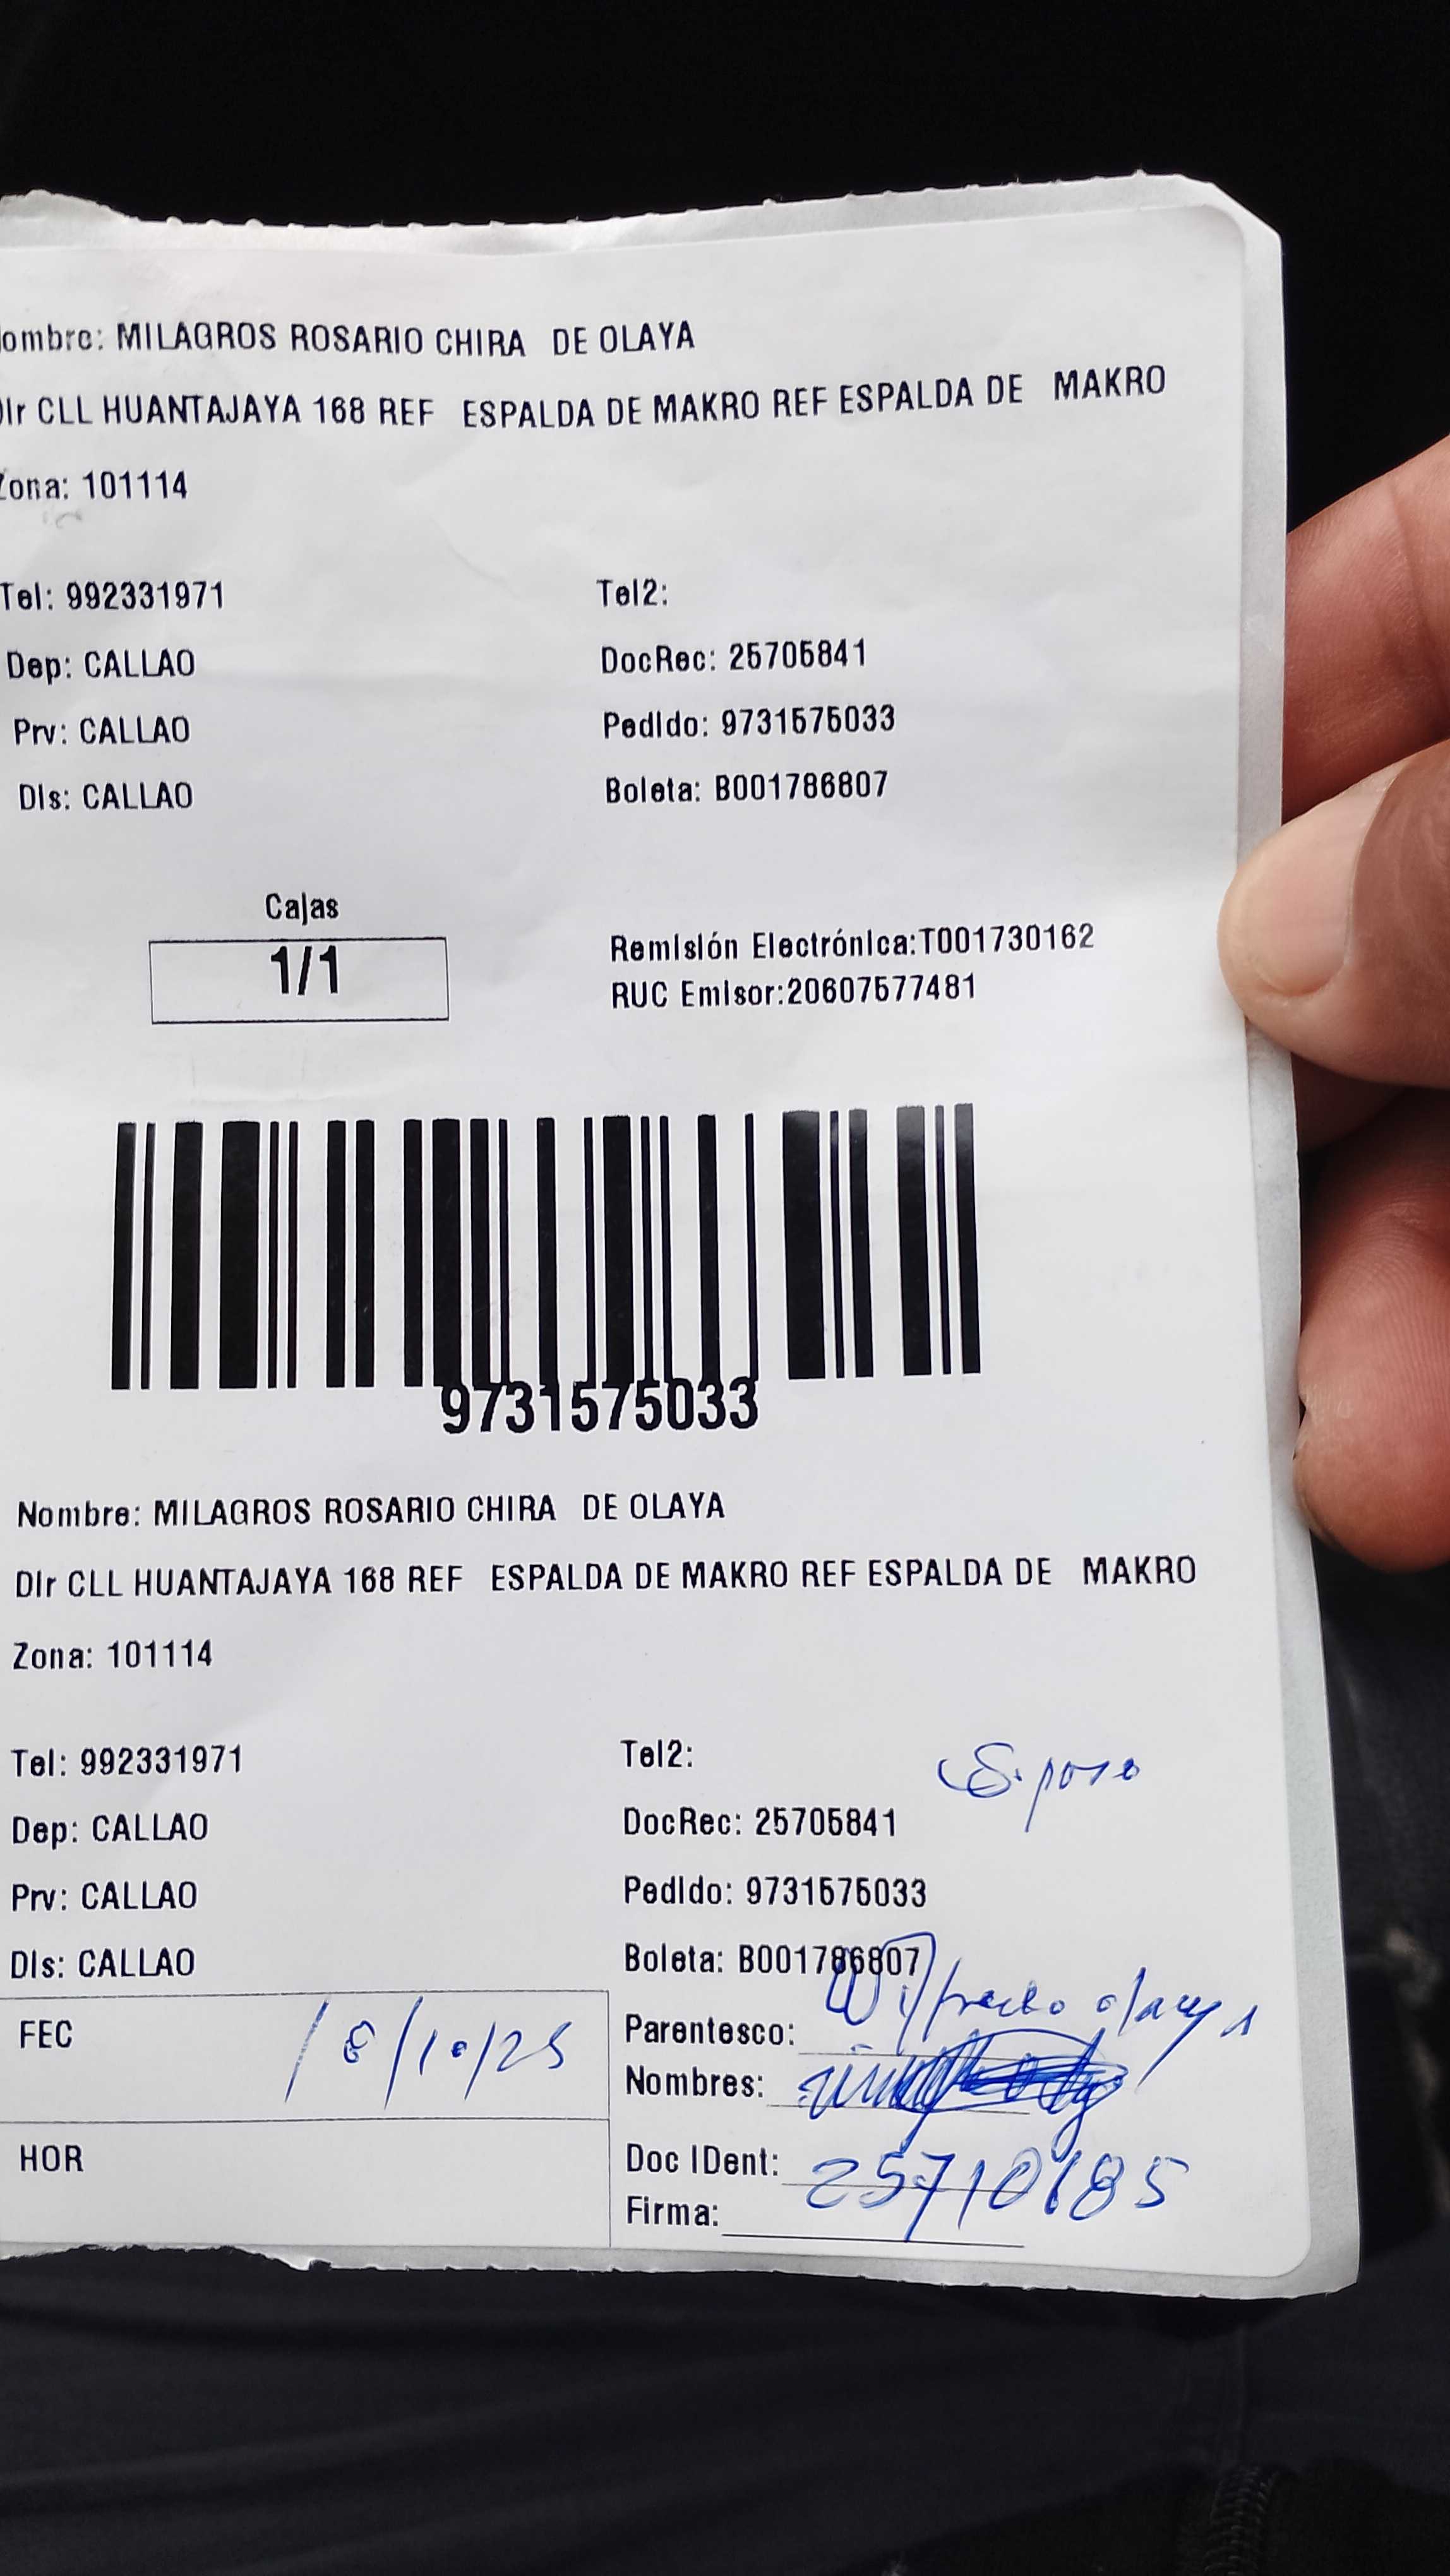 ombre: MILAGROS ROSARIO CHIRA DE OLAYA
Dir CLL HUANTAJAYA 168 REF ESPALDA DE MAKRO REF ESPALDA DE MAKRO
Zona: 101114
Tel: 992331971
Tel2:
Dep: CALLAO
DocRec: 25705841
Prv: CALLAO
Pedido: 9731575033
Dis: CALLAO
Boleta: B001786807
Cajas
1/1
Remisión Electrónica:T001730162
RUC Emisor:20607577481
9731575033
Nombre: MILAGROS ROSARIO CHIRA DE OLAYA
Dir CLL HUANTAJAYA 168 REF ESPALDA DE MAKRO REF ESPALDA DE MAKRO
Zona: 101114
Tel: 992331971
Tel2:
Dep: CALLAO
DocRec: 25705841
Prv: CALLAO
Pedido: 9731575033
Dis: CALLAO
Boleta: B001786807
FEC 18/10/25
Parentesco: Wilfredo olaya
Nombres:
HOR
Doc IDent: 25710185
Firma: